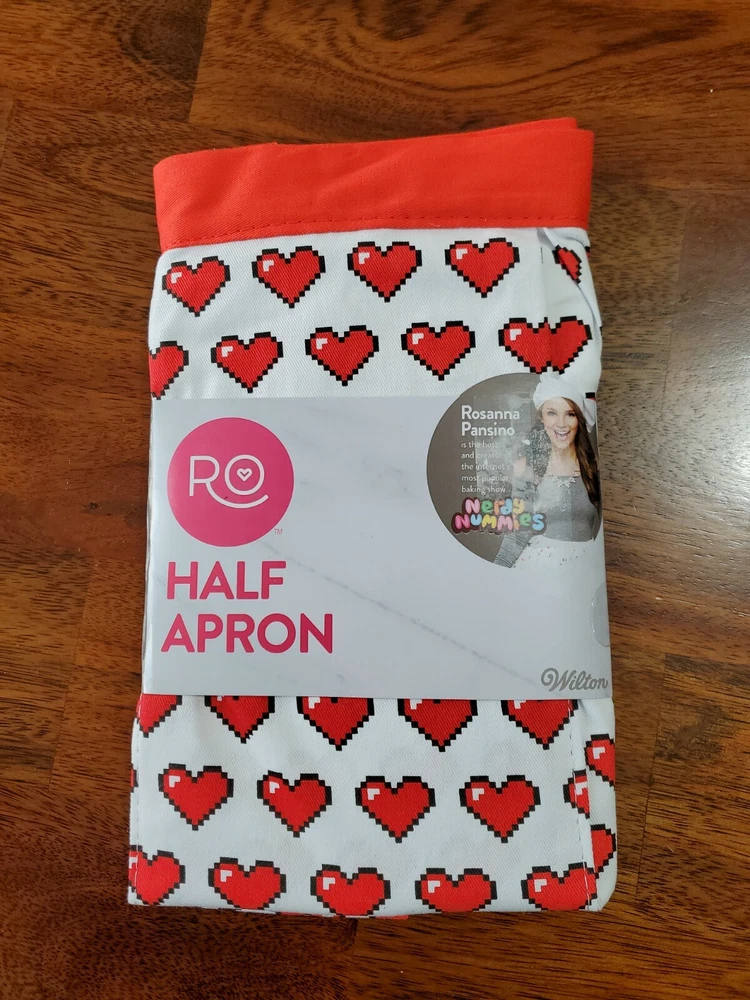 RO
TM
HALF
APRON
Rosanna
Pansino
is the host
and creator of
the internet's
most popular
baking show
Nerdy
Nummies
Wilton